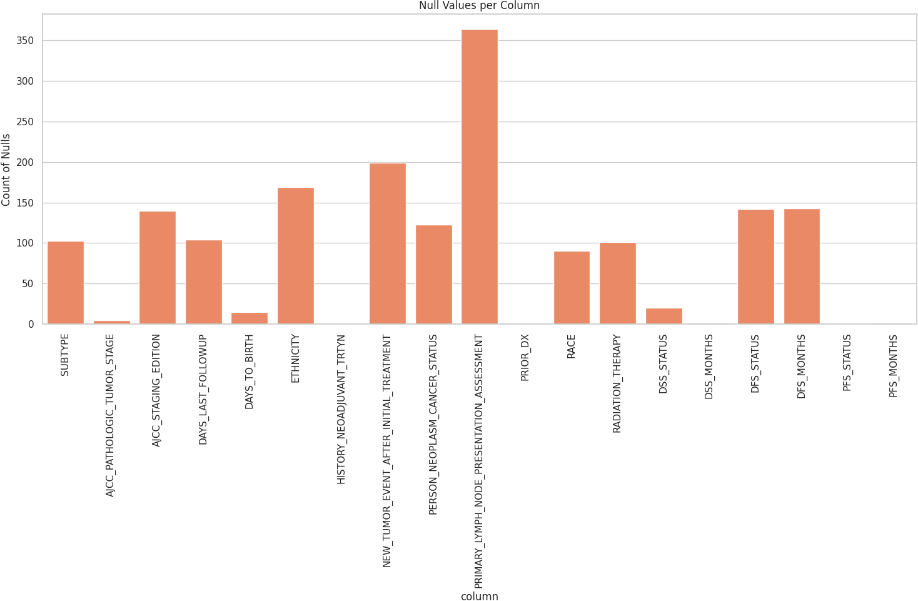 Null Values per Column
Count of Nulls
350
300
250
200
150
100
50
0
SUBTYPE
AJCC_PATHOLOGIC_TUMOR_STAGE
AJCC_STAGING_EDITION
DAYS_LAST_FOLLOWUP
DAYS_TO_BIRTH
ETHNICITY
HISTORY_NEOADJUVANT_TRTYN
NEW_TUMOR_EVENT_AFTER_INITIAL_TREATMENT
PERSON_NEOPLASM_CANCER_STATUS
PRIMARY_LYMPH_NODE_PRESENTATION_ASSESSMENT
PRIOR_DX
RACE
RADIATION_THERAPY
DSS_STATUS
DSS_MONTHS
DFS_STATUS
DFS_MONTHS
PFS_STATUS
PFS_MONTHS
column